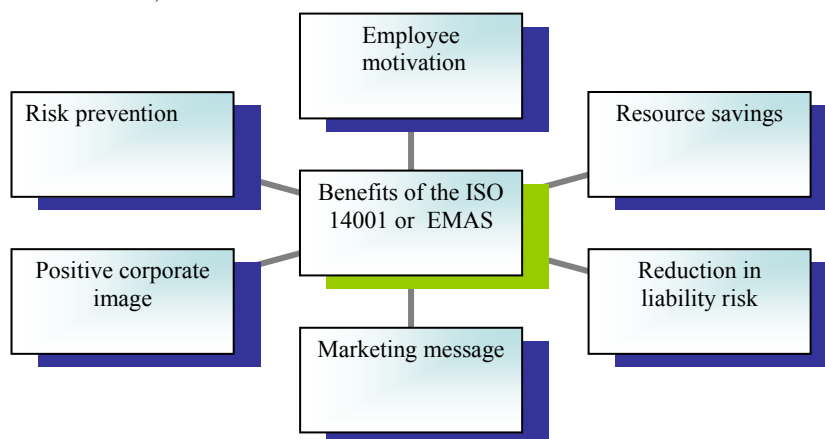 Employee
motivation
Risk prevention
Resource savings
Benefits of the ISO
14001 or EMAS
Positive corporate
image
Reduction in
liability risk
Marketing message